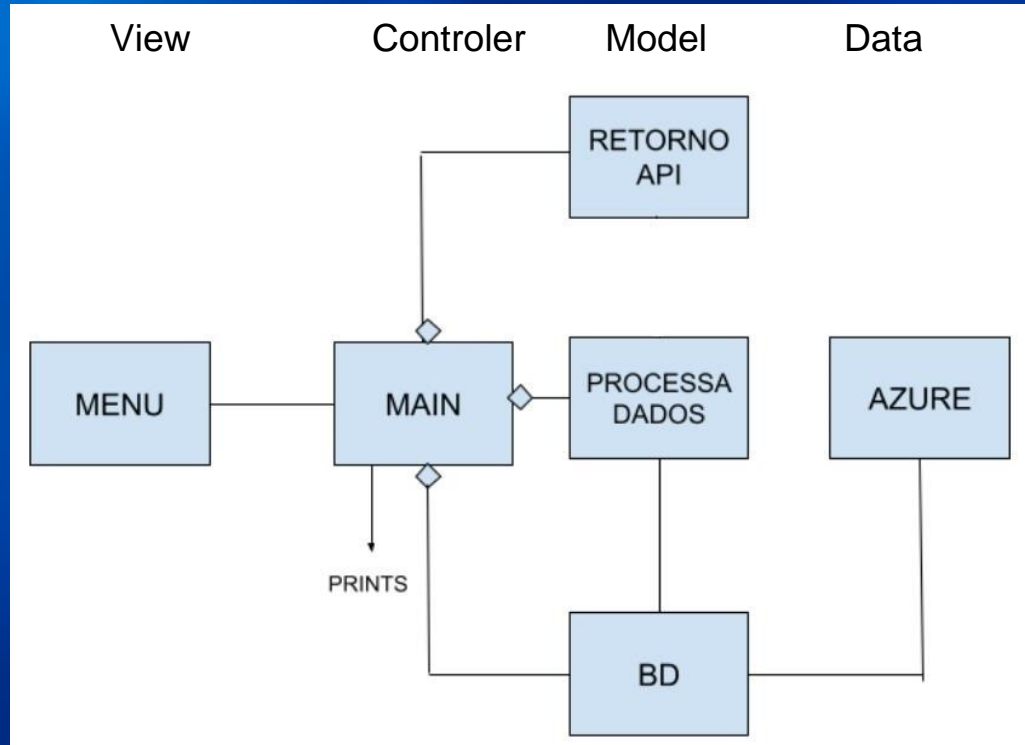 View
Controler
Model
Data
RETORNO
API
MENU
MAIN
PROCESSA
DADOS
AZURE
PRINTS
BD